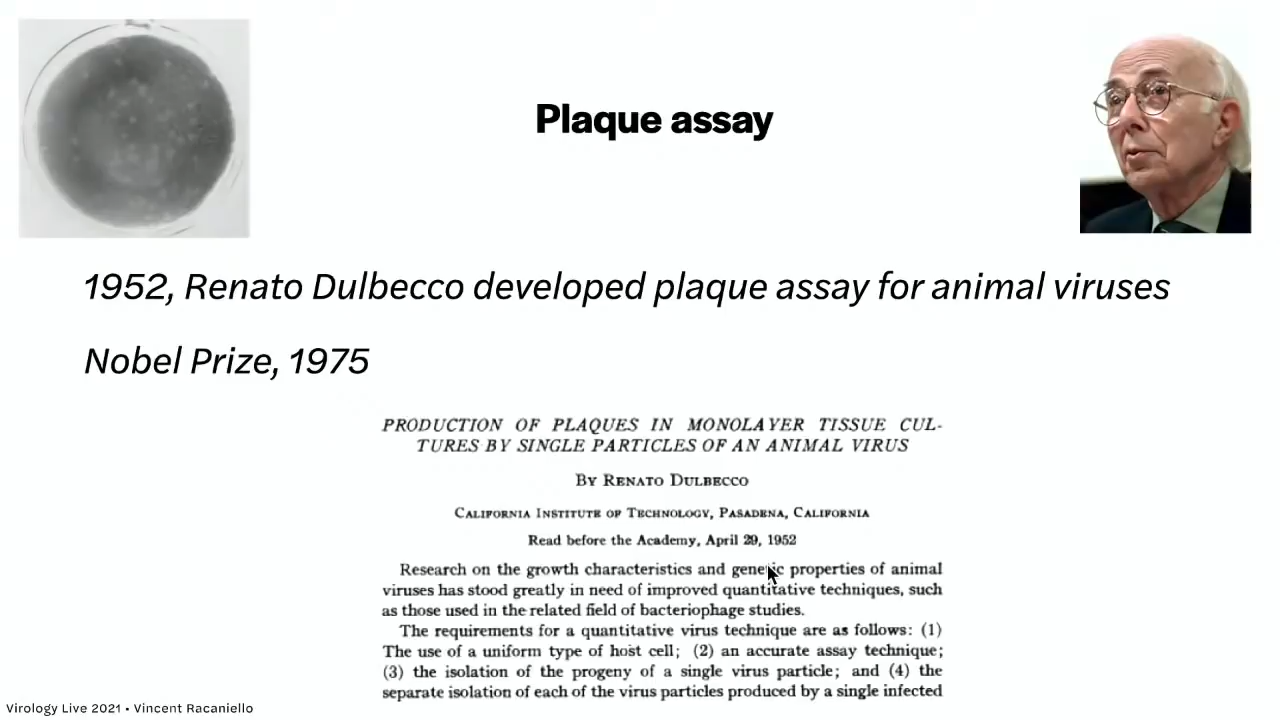 Plaque assay
1952, Renato Dulbecco developed plaque assay for animal viruses
Nobel Prize, 1975
PRODUCTION OF PLAQUES IN MONOLAYER TISSUE CUL-
TURES BY SINGLE PARTICLES OF AN ANIMAL VIRUS
By Renato Dulbecco
California Institute of Technology, Pasadena, California
Read before the Academy, April 29, 1952
Research on the growth characteristics and genetic properties of animal
viruses has stood greatly in need of improved quantitative techniques, such
as those used in the related field of bacteriophage studies.
The requirements for a quantitative virus technique are as follows: (1)
The use of a uniform type of host cell; (2) an accurate assay technique;
(3) the isolation of the progeny of a single virus particle; and (4) the
separate isolation of each of the virus particles produced by a single infected
Virology Live 2021 • Vincent Racaniello